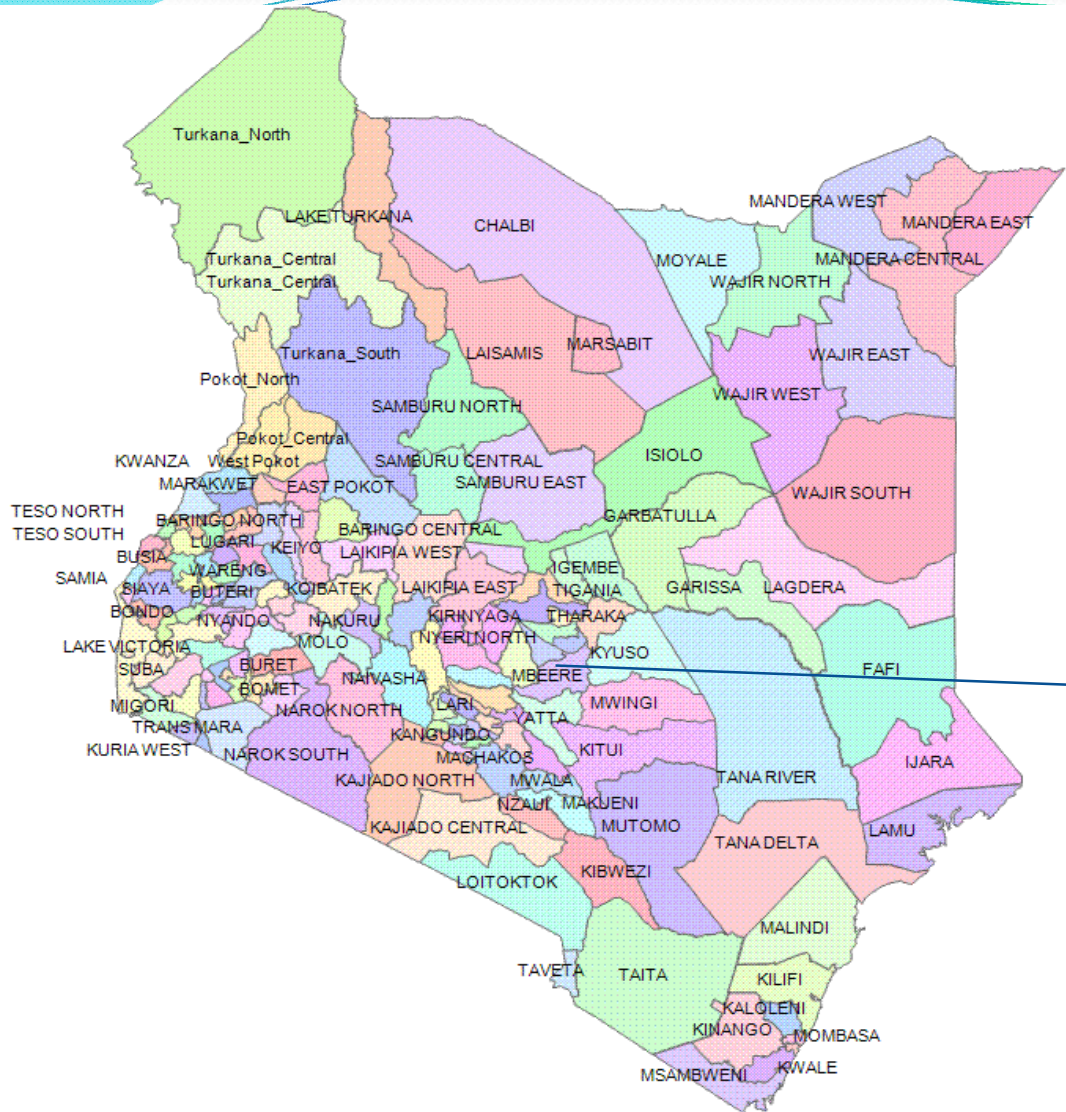 Turkana_North
LAKE TURKANA
CHALBI
MANDERA WEST
MANDERA EAST
MOYALE
MANDERA CENTRAL
Turkana_Central
Turkana_Central
WAJIR NORTH
Turkana_South
LAISAMIS
MARSABIT
WAJIR EAST
Pokot_North
WAJIR WEST
SAMBURU NORTH
Pokot_Central
ISIOLO
KWANZA
West Pokot
SAMBURU CENTRAL
MARAKWET
EAST POKOT
SAMBURU EAST
WAJIR SOUTH
TESO NORTH
BARINGO NORTH
GARBATULLA
TESO SOUTH
BARINGO CENTRAL
LUGARI
KEIYO
BUSIA
LAIKIPIA WEST
IGEMBE
WARENG
SAMIA
SIAYA
BUTERI
KOIBATEK
LAIKIPIA EAST
TIGANIA
GARISSA
LAGDERA
BONDO
NYANDO
NAKURU
KIRINYAGA
THARAKA
MOLO
NYERI NORTH
LAKE VICTORIA
KYUSO
SUBA
BURET
NAIVASHA
MBEERE
FAFI
BOMET
MIGORI
NAROK NORTH
LARI
YATTA
MWINGI
TRANS MARA
KANGUNDO
KURIA WEST
NAROK SOUTH
MACHAKOS
KITUI
IJARA
KAJIADO NORTH
MWALA
TANA RIVER
NZAUI
MAKUENI
KAJIADO CENTRAL
MUTOMO
LAMU
TANA DELTA
KIBWEZI
LOITOKTOK
MALINDI
TAVETA
TAITA
KILIFI
KALOLENI
KINANGO
MOMBASA
KWALE
MSAMBWENI